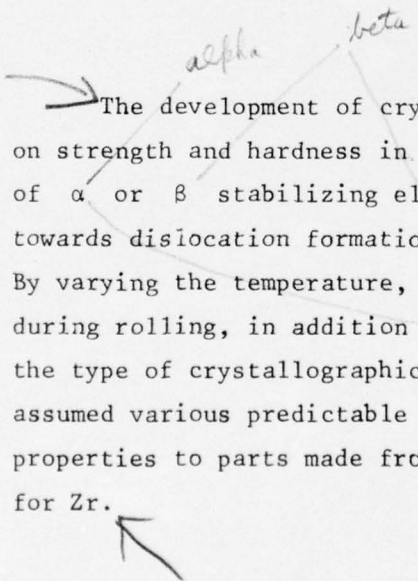 beta
alpha
The development of cry
on strength and hardness in
of α or β stabilizing el
towards dislocation formatio
By varying the temperature,
during rolling, in addition
the type of crystallographic
assumed various predictable
properties to parts made fro
for Zr.